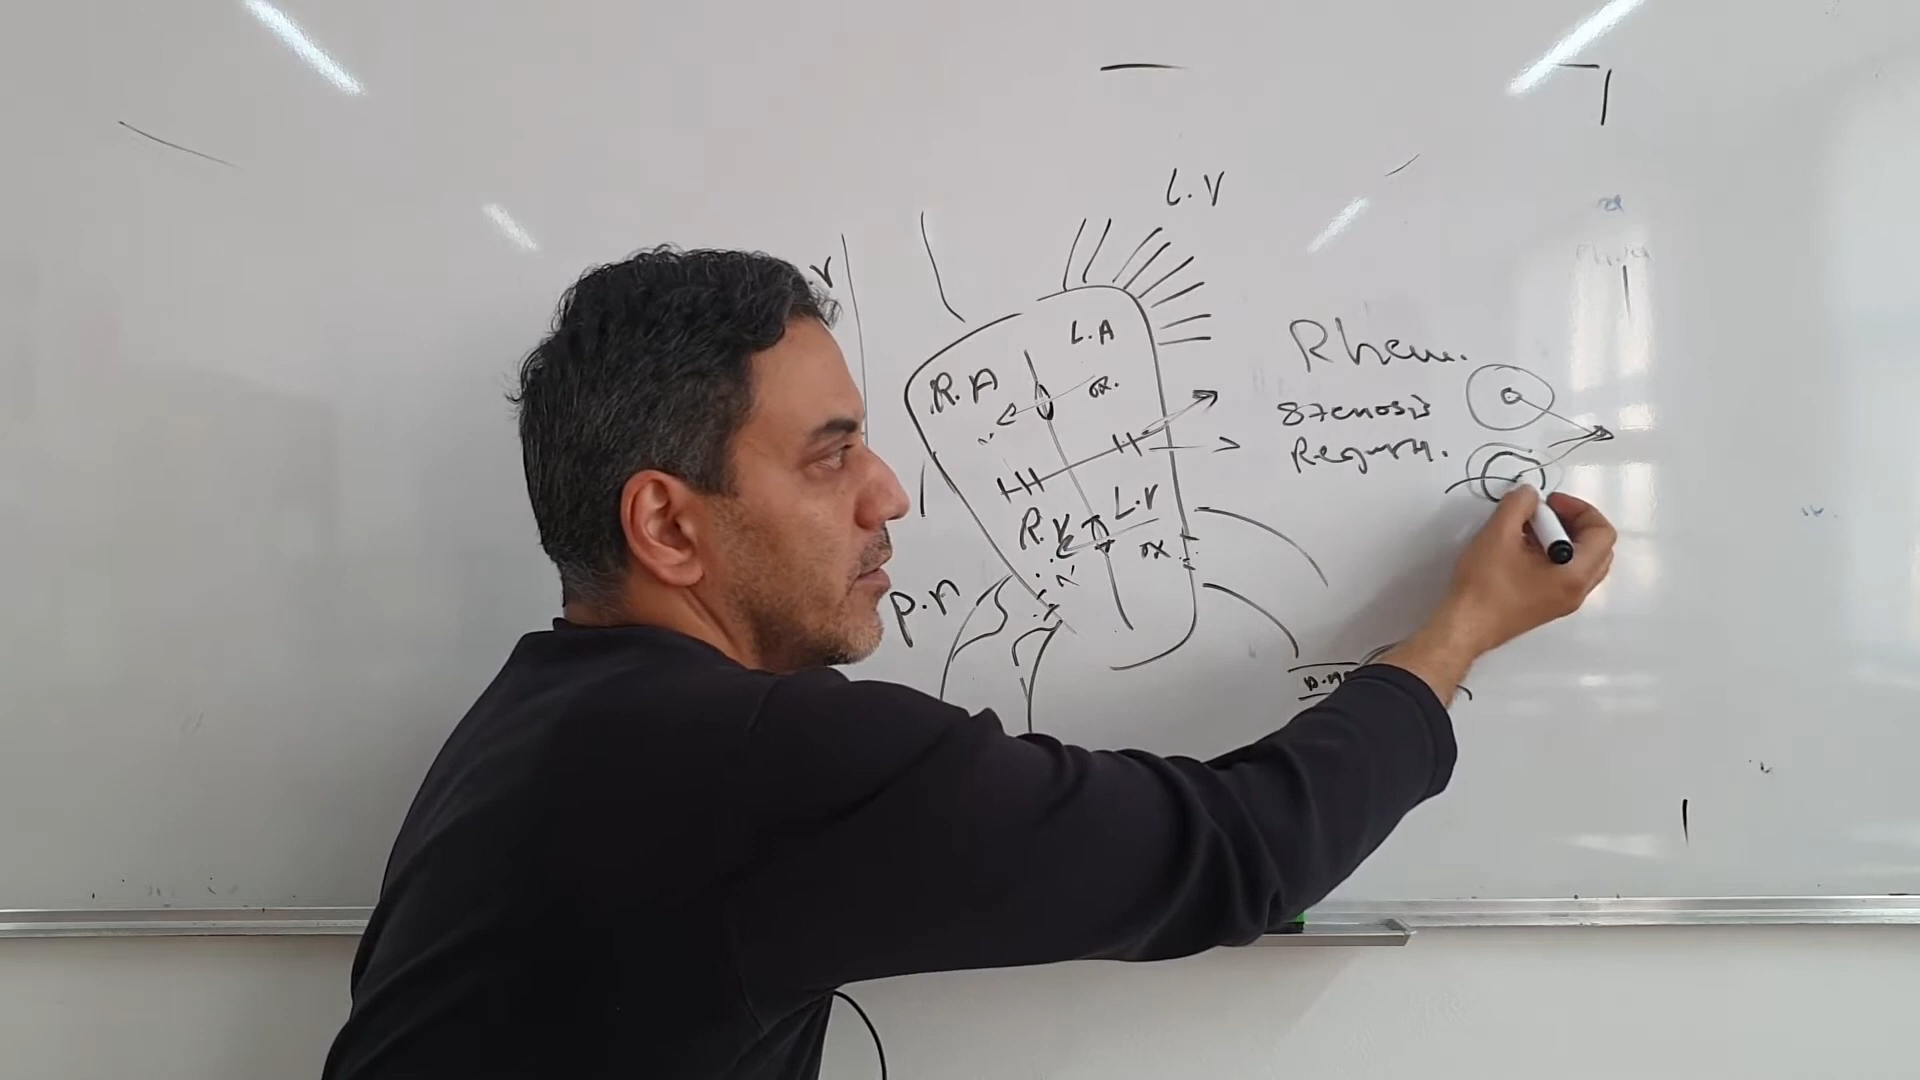 L.V
L.A
R.A
ox.
Rheu.
Stenosis
Regurg.
L.V
R.V
ox
P.A